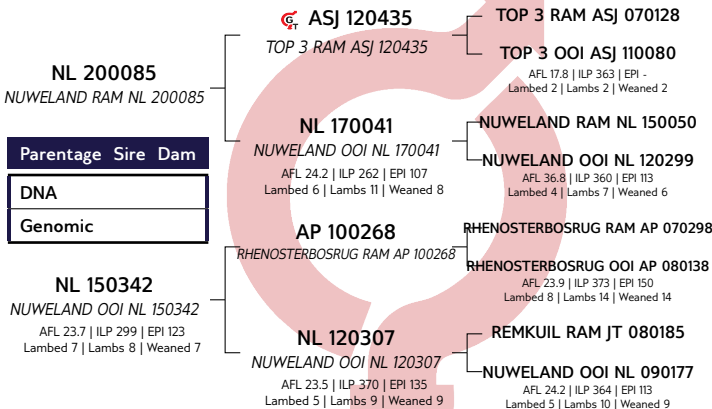 NL 200085
NUWELAND RAM NL 200085
Parentage Sire Dam
DNA
Genomic
NL 150342
NUWELAND OOI NL 150342
AFL 23.7 | ILP 299 | EPI 123
Lambed 7 | Lambs 8 | Weaned 7
GT ASJ 120435
TOP 3 RAM ASJ 120435
NL 170041
NUWELAND OOI NL 170041
AFL 24.2 | ILP 262 | EPI 107
Lambed 6 | Lambs 11 | Weaned 8
AP 100268
RHENOSTERBOSRUG RAM AP 100268
NL 120307
NUWELAND OOI NL 120307
AFL 23.5 | ILP 370 | EPI 135
Lambed 5 | Lambs 9 | Weaned 9
TOP 3 RAM ASJ 070128
TOP 3 OOI ASJ 110080
AFL 17.8 | ILP 363 | EPI -
Lambed 2 | Lambs 2 | Weaned 2
NUWELAND RAM NL 150050
NUWELAND OOI NL 120299
AFL 36.8 | ILP 360 | EPI 113
Lambed 4 | Lambs 7 | Weaned 6
RHENOSTERBOSRUG RAM AP 070298
RHENOSTERBOSRUG OOI AP 080138
AFL 23.9 | ILP 373 | EPI 150
Lambed 8 | Lambs 14 | Weaned 14
REMKUIL RAM JT 080185
NUWELAND OOI NL 090177
AFL 24.2 | ILP 364 | EPI 113
Lambed 5 | Lambs 10 | Weaned 9